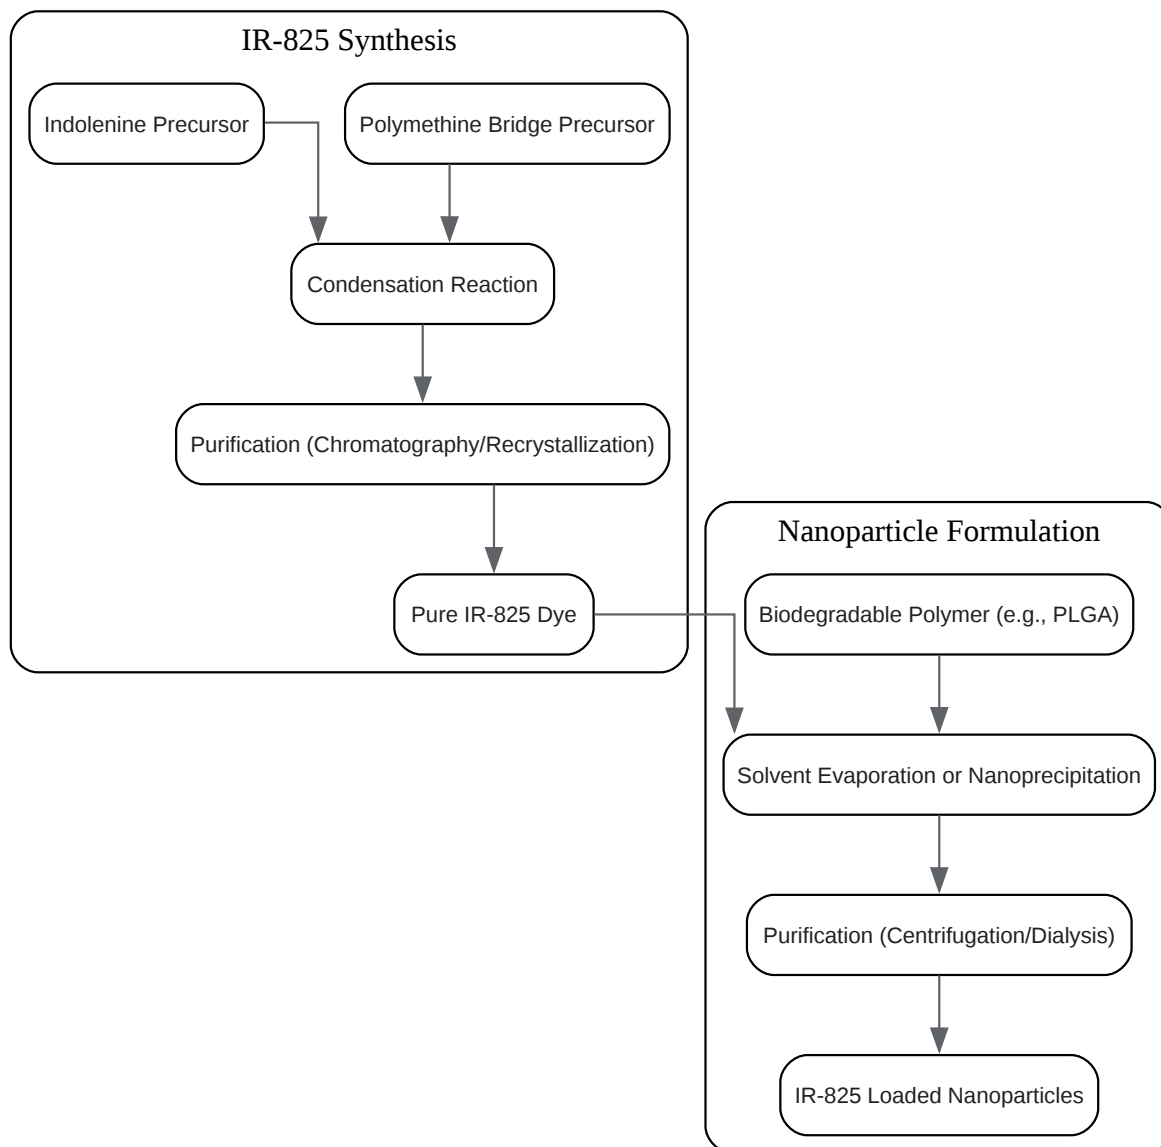 IR-825 Synthesis
Indolenine Precursor
Polymethine Bridge Precursor
Condensation Reaction
Purification (Chromatography/Recrystallization)
Pure IR-825 Dye
Nanoparticle Formulation
Biodegradable Polymer (e.g., PLGA)
Solvent Evaporation or Nanoprecipitation
Purification (Centrifugation/Dialysis)
IR-825 Loaded Nanoparticles